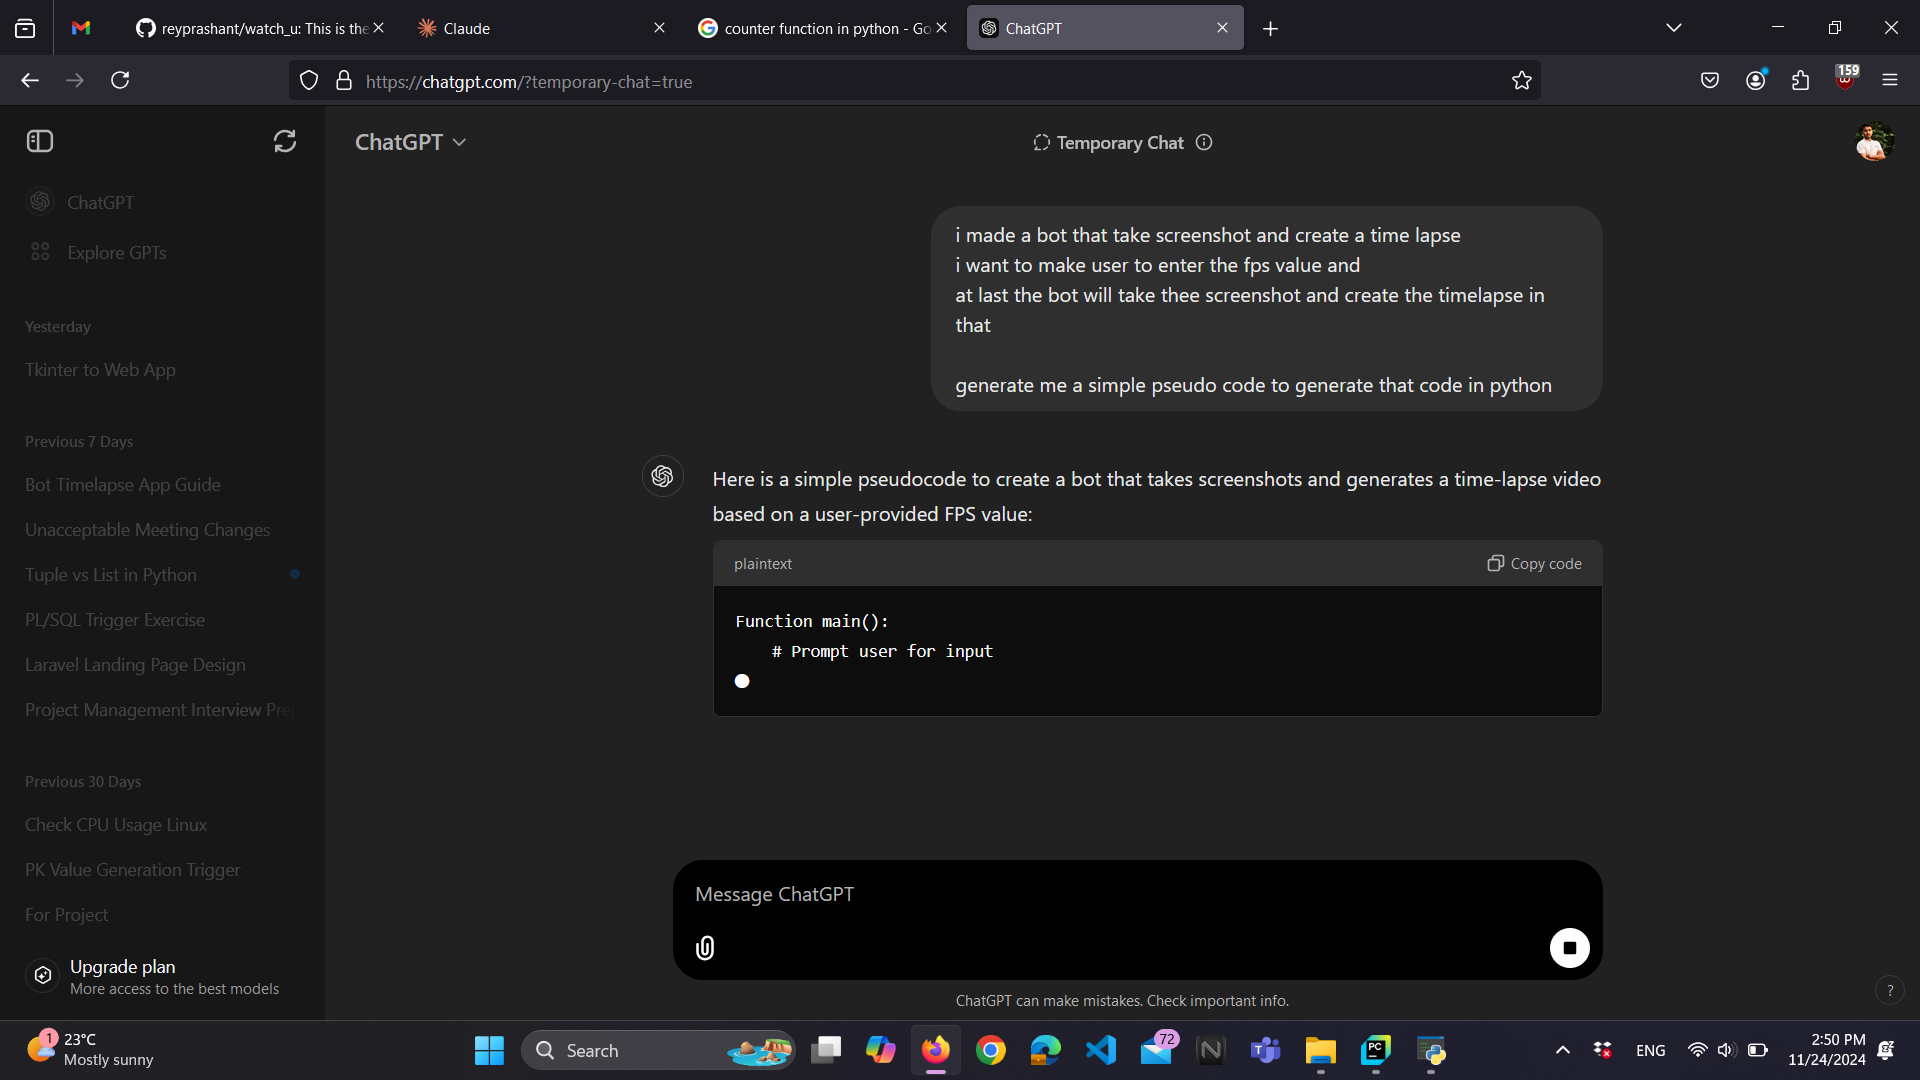 reyprashant/watch_u: This is the
Claude
counter function in python - Go
ChatGPT
https://chatgpt.com/?temporary-chat=true
159
ChatGPT
Temporary Chat
ChatGPT
Explore GPTs
Yesterday
Tkinter to Web App
Previous 7 Days
Bot Timelapse App Guide
Unacceptable Meeting Changes
Tuple vs List in Python
PL/SQL Trigger Exercise
Laravel Landing Page Design
Project Management Interview Prep
Previous 30 Days
Check CPU Usage Linux
PK Value Generation Trigger
For Project
Upgrade plan
More access to the best models
i made a bot that take screenshot and create a time lapse
i want to make user to enter the fps value and
at last the bot will take thee screenshot and create the timelapse in
that
generate me a simple pseudo code to generate that code in python
Here is a simple pseudocode to create a bot that takes screenshots and generates a time-lapse video
based on a user-provided FPS value:
plaintext
Copy code
Function main():
# Prompt user for input
Message ChatGPT
ChatGPT can make mistakes. Check important info.
?
1
23°C
Mostly sunny
Search
72
PC
ENG
2:50 PM
11/24/2024